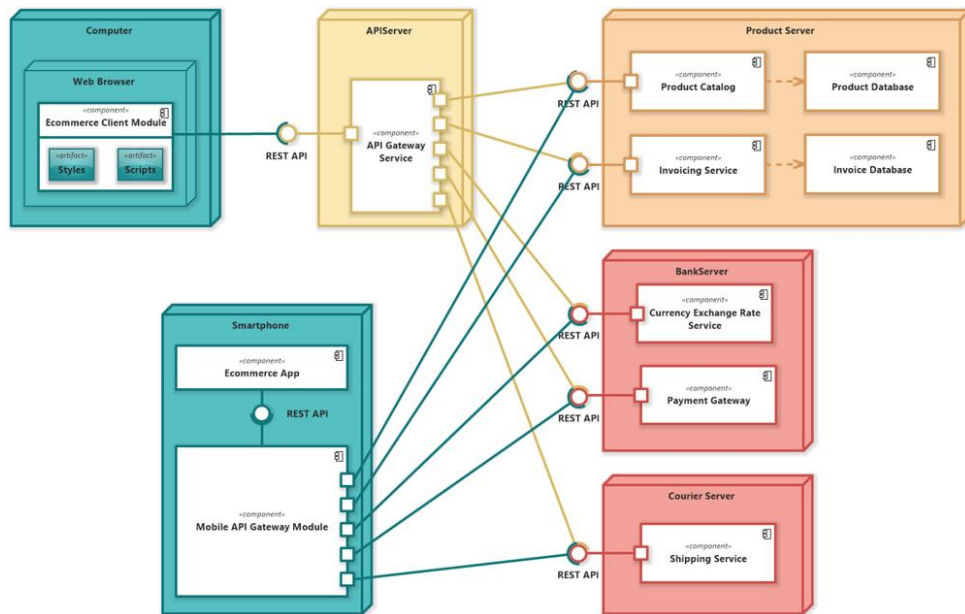 Computer
Web Browser
«component»
Ecommerce Client Module
«artifact»
Styles
«artifact»
Scripts
REST API
APIServer
«component»
API Gateway
Service
Product Server
REST API
«component»
Product Catalog
Product Database
REST API
«component»
Invoicing Service
Invoice Database
BankServer
REST API
«component»
Currency Exchange Rate
Service
REST API
«component»
Payment Gateway
Smartphone
«component»
Ecommerce App
REST API
«component»
Mobile API Gateway Module
Courier Server
REST API
«component»
Shipping Service